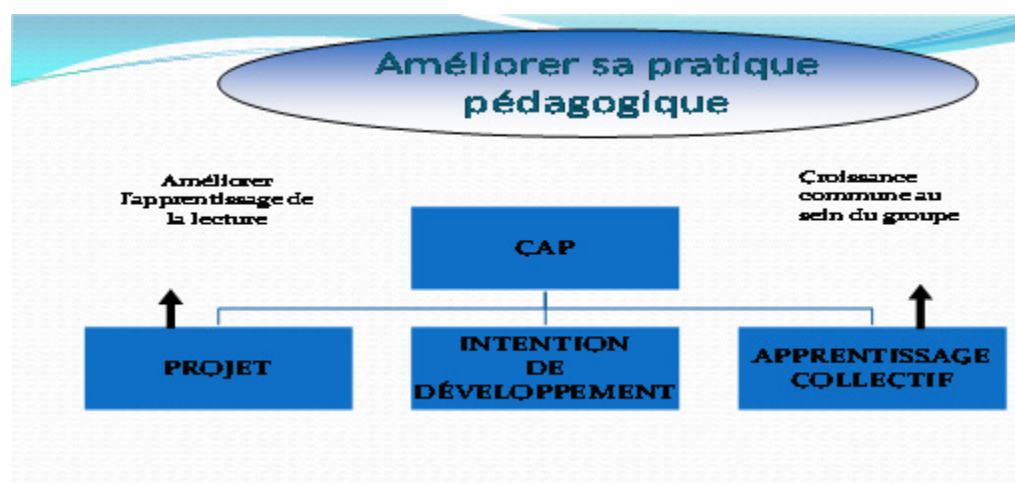 Améliorer sa pratique
pédagogique
Améliorer
l'apprentissage de
la lecture
Croissance
commune au
sein du groupe
CAP
PROJET
INTENTION
DE
DÉVELOPPEMENT
APPRENTISSAGE
COLLECTIF